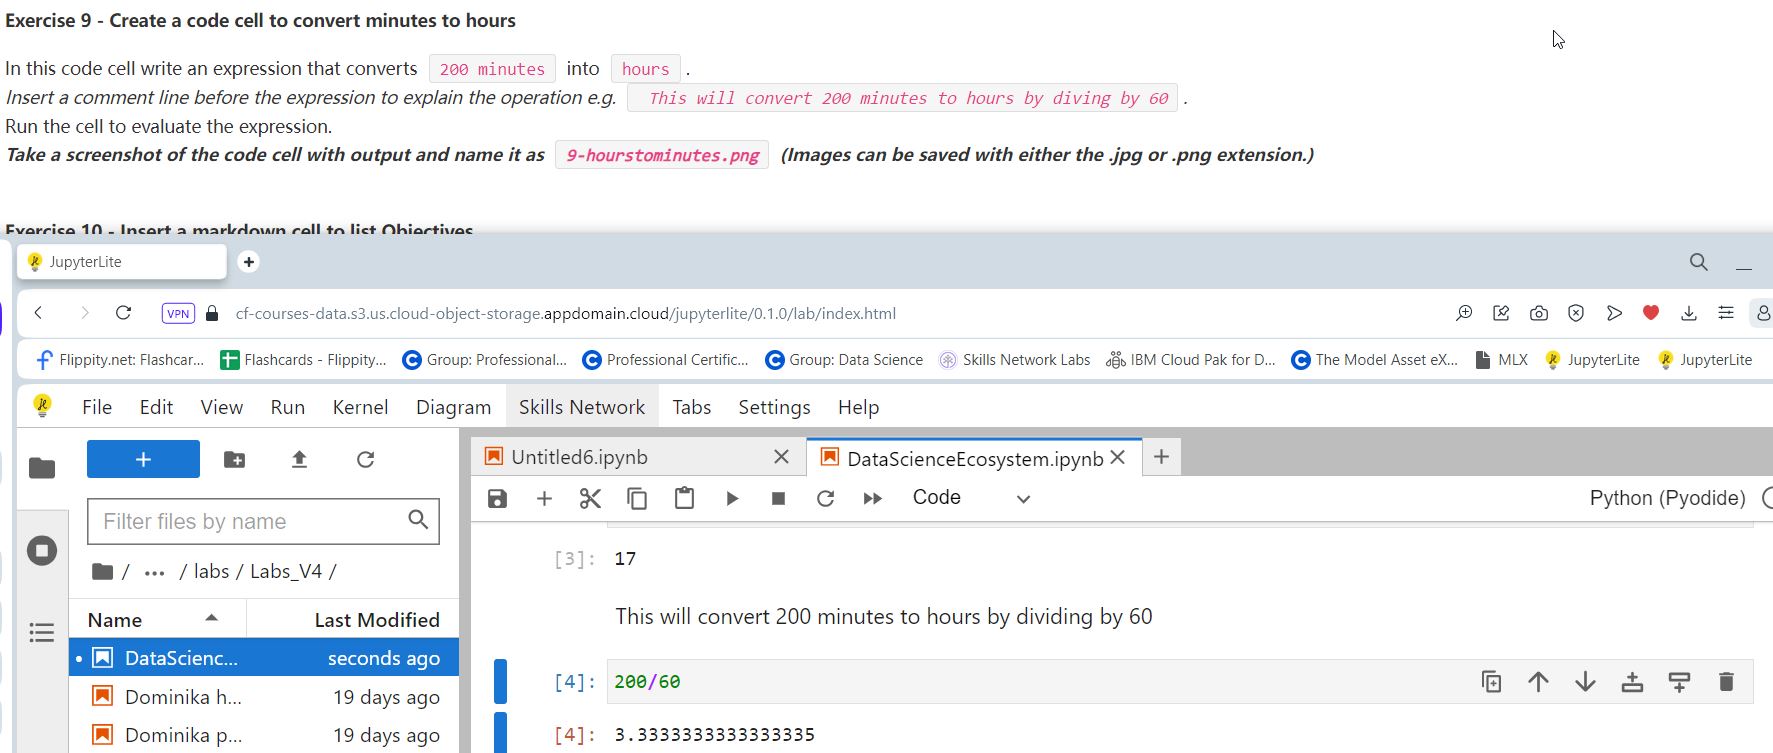 Exercise 9 - Create a code cell to convert minutes to hours
In this code cell write an expression that converts 200 minutes into hours .
Insert a comment line before the expression to explain the operation e.g. This will convert 200 minutes to hours by diving by 60 .
Run the cell to evaluate the expression.
Take a screenshot of the code cell with output and name it as 9-hourstominutes.png (Images can be saved with either the .jpg or .png extension.)
Exercise 10 - Insert a markdown cell to list Objectives
JupyterLite
VPN cf-courses-data.s3.us.cloud-object-storage.appdomain.cloud/jupyterlite/0.1.0/lab/index.html
Flippity.net: Flashcar... Flashcards - Flippity... Group: Professional... Professional Certific... Group: Data Science Skills Network Labs IBM Cloud Pak for D... The Model Asset eX... MLX JupyterLite JupyterLite
File Edit View Run Kernel Diagram Skills Network Tabs Settings Help
Untitled6.ipynb DataScienceEcosystem.ipynb
Code Python (Pyodide)
Filter files by name
/ ... / labs / Labs_V4 /
Name Last Modified
DataScienc... seconds ago
Dominika h... 19 days ago
Dominika p... 19 days ago
[3]: 17
This will convert 200 minutes to hours by dividing by 60
[4]: 200/60
[4]: 3.3333333333333335